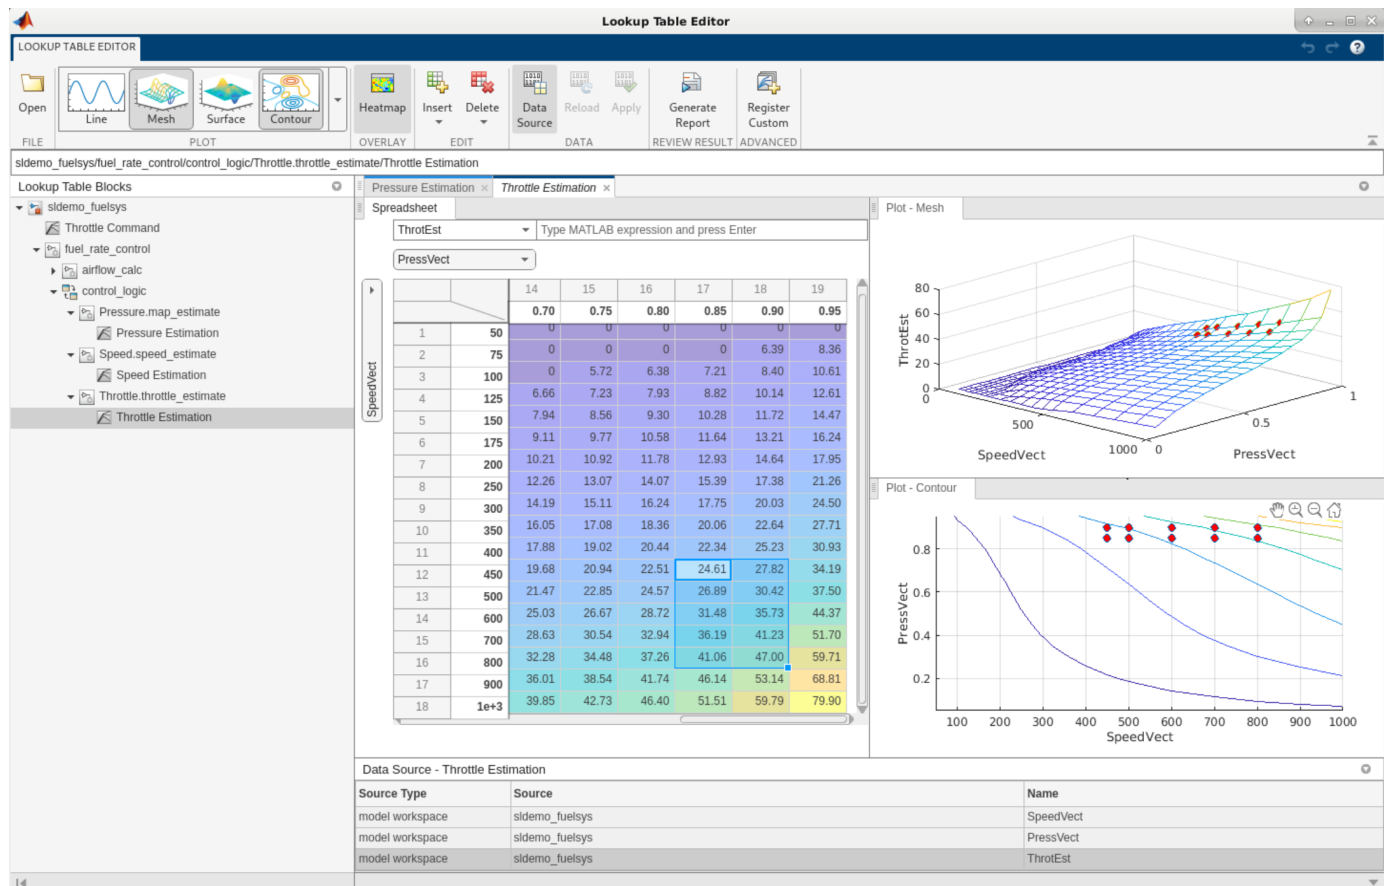 Lookup Table Editor
LOOKUP TABLE EDITOR
Open
Line
Mesh
Surface
Contour
Heatmap
Insert
Delete
Data Source
Reload
Apply
Generate Report
Register Custom
FILE
PLOT
OVERLAY
EDIT
DATA
REVIEW RESULT
ADVANCED
sldemo_fuelsys/fuel_rate_control/control_logic/Throttle.throttle_estimate/Throttle Estimation
Lookup Table Blocks
sldemo_fuelsys
Throttle Command
fuel_rate_control
airflow_calc
control_logic
Pressure.map_estimate
Pressure Estimation
Speed.speed_estimate
Speed Estimation
Throttle.throttle_estimate
Throttle Estimation
Pressure Estimation × Throttle Estimation ×
Spreadsheet
ThrotEst Type MATLAB expression and press Enter
PressVect
SpeedVect
14 15 16 17 18 19
0.70 0.75 0.80 0.85 0.90 0.95
1 50 0 0 0 0 0 0
2 75 0 0 0 0 6.39 8.36
3 100 0 5.72 6.38 7.21 8.40 10.61
4 125 6.66 7.23 7.93 8.82 10.14 12.61
5 150 7.94 8.56 9.30 10.28 11.72 14.47
6 175 9.11 9.77 10.58 11.64 13.21 16.24
7 200 10.21 10.92 11.78 12.93 14.64 17.95
8 250 12.26 13.07 14.07 15.39 17.38 21.26
9 300 14.19 15.11 16.24 17.75 20.03 24.50
10 350 16.05 17.08 18.36 20.06 22.64 27.71
11 400 17.88 19.02 20.44 22.34 25.23 30.93
12 450 19.68 20.94 22.51 24.61 27.82 34.19
13 500 21.47 22.85 24.57 26.89 30.42 37.50
14 600 25.03 26.67 28.72 31.48 35.73 44.37
15 700 28.63 30.54 32.94 36.19 41.23 51.70
16 800 32.28 34.48 37.26 41.06 47.00 59.71
17 900 36.01 38.54 41.74 46.14 53.14 68.81
18 1e+3 39.85 42.73 46.40 51.51 59.79 79.90
Plot - Mesh
80
60
40
20
0
ThrotEst
0
500
1000
SpeedVect
0
0.5
1
PressVect
Plot - Contour
0.8
0.6
0.4
0.2
PressVect
100 200 300 400 500 600 700 800 900 1000
SpeedVect
Data Source - Throttle Estimation
Source Type Source Name
model workspace sldemo_fuelsys SpeedVect
model workspace sldemo_fuelsys PressVect
model workspace sldemo_fuelsys ThrotEst